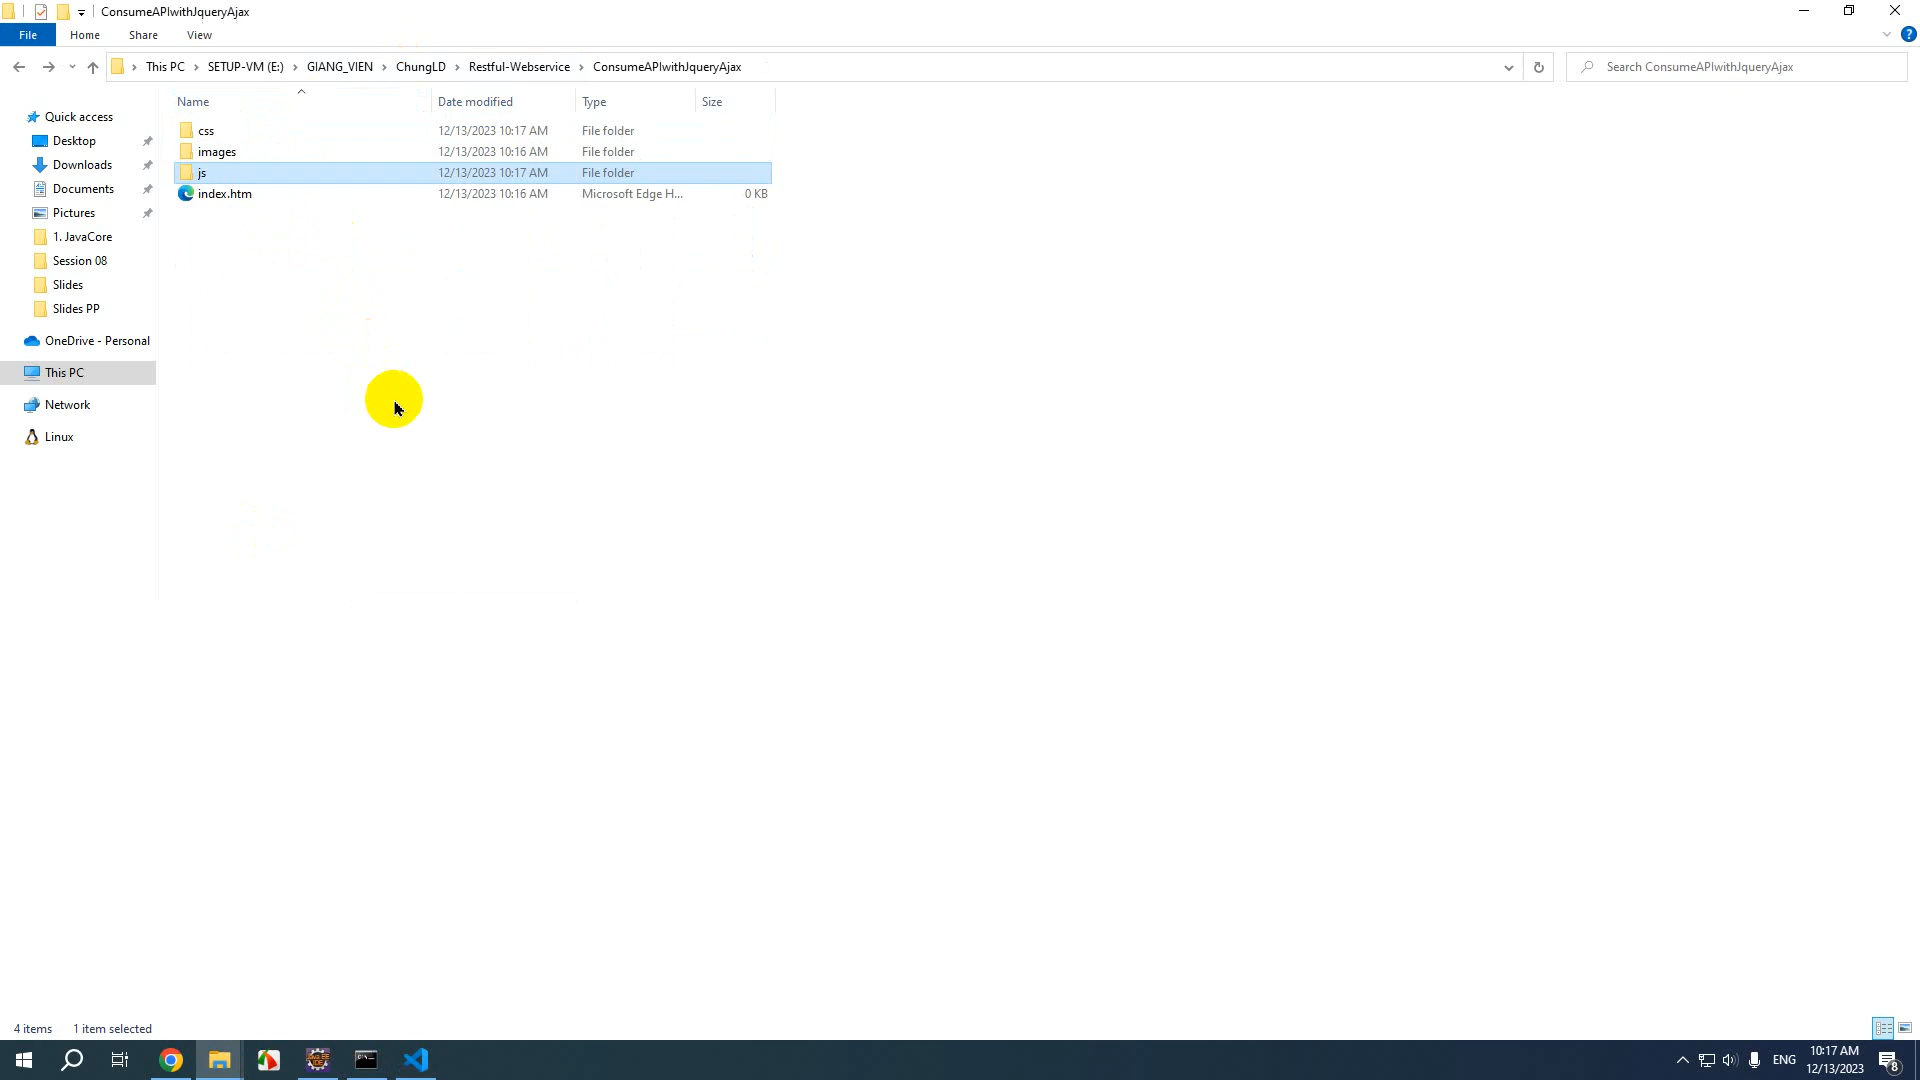 ConsumeAPIwithJqueryAjax
File Home Share View
This PC SETUP-VM (E:) GIANG_VIEN ChungLD Restful-Webservice ConsumeAPIwithJqueryAjax
Search ConsumeAPIwithJqueryAjax
Name Date modified Type Size
Quick access
Desktop
Downloads
Documents
Pictures
1. JavaCore
Session 08
Slides
Slides PP
OneDrive - Personal
This PC
Network
Linux
css 12/13/2023 10:17 AM File folder
images 12/13/2023 10:16 AM File folder
js 12/13/2023 10:17 AM File folder
index.htm 12/13/2023 10:16 AM Microsoft Edge H... 0 KB
4 items 1 item selected
ENG
10:17 AM
12/13/2023
8